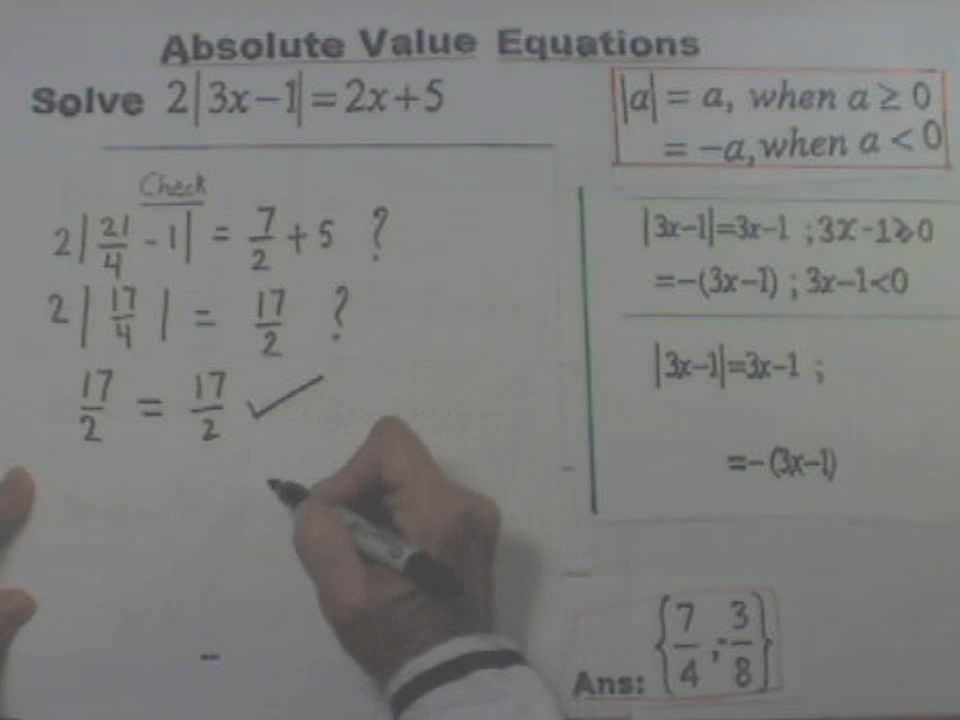 Absolute Value Equations
Solve 2|3x−1|=2x+5
|a| = a, when a ≥ 0
= −a, when a < 0
Check
2|21/4 - 1| = 7/2 + 5 ?
2|17/4| = 17/2 ?
17/2 = 17/2 ✓
|3x−1|=3x−1 ; 3x-1≥0
=−(3x−1) ; 3x−1<0
|3x−1|=3x−1 ;
=−(3x−1)
Ans: {7/4 ; -3/8}